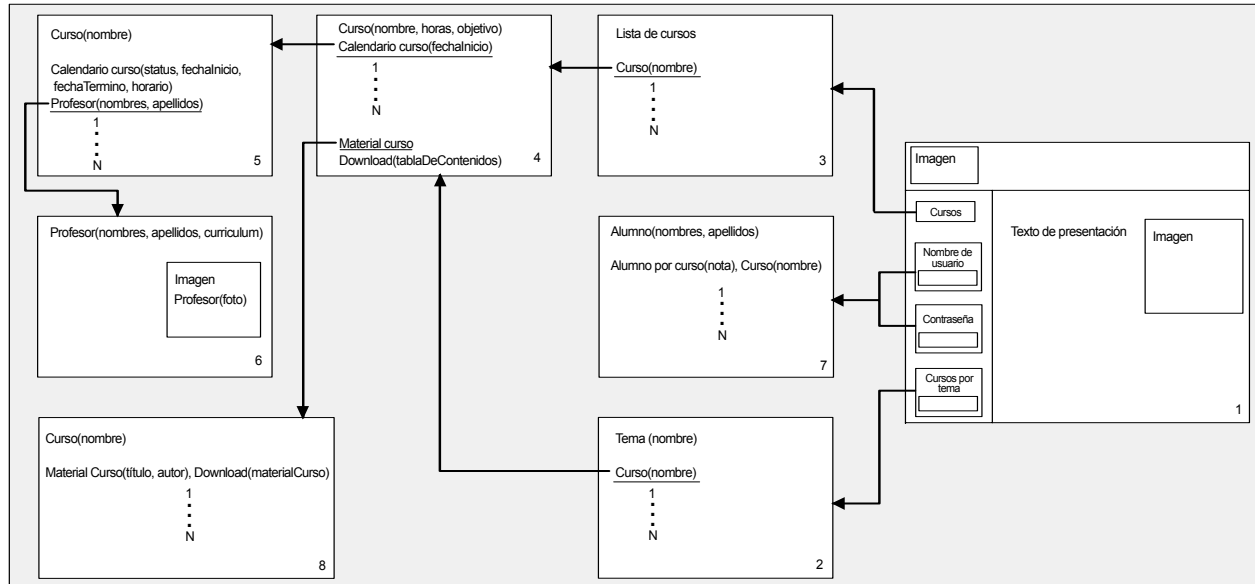 Curso(nombre)
Calendario curso(status, fechaInicio,
fechaTermino, horario)
Profesor(nombres, apellidos)
1
N
5
Curso(nombre, horas, objetivo)
Calendario curso(fechaInicio)
1
N
Material curso
Download(tablaDeContenidos)
4
Lista de cursos
Curso(nombre)
1
N
3
Imagen
Cursos
Nombre de
usuario
Contraseña
Cursos por
tema
Texto de presentación
Imagen
1
Profesor(nombres, apellidos, curriculum)
Imagen
Profesor(foto)
6
Alumno(nombres, apellidos)
Alumno por curso(nota), Curso(nombre)
1
N
7
Curso(nombre)
Material Curso(título, autor), Download(materialCurso)
1
N
8
Tema (nombre)
Curso(nombre)
1
N
2